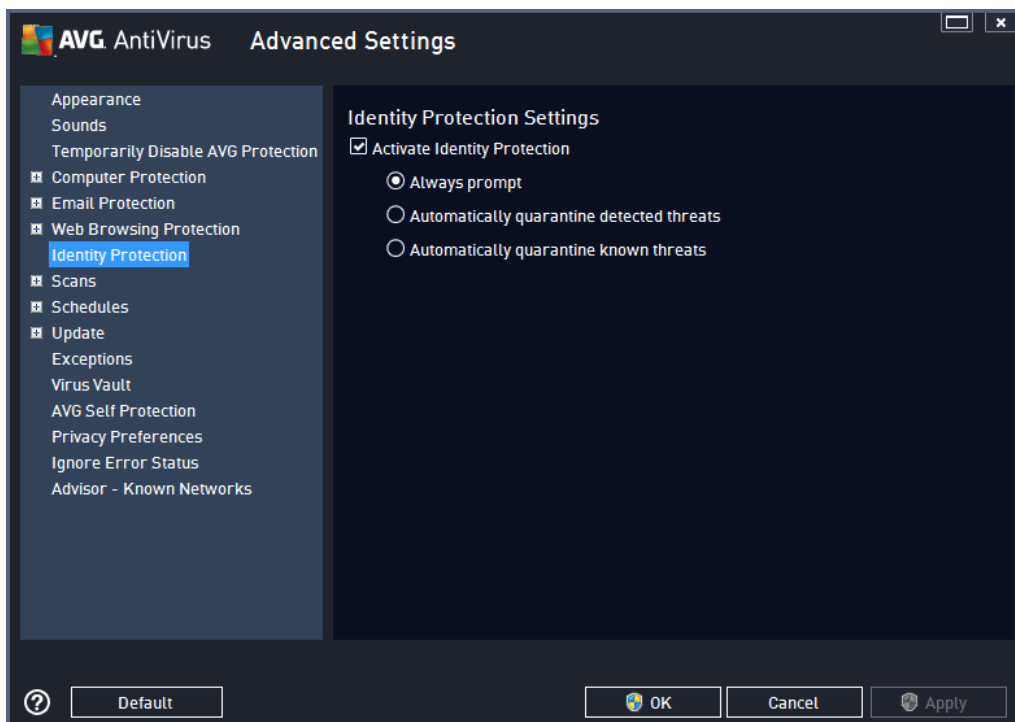 AVG. AntiVirus Advanced Settings
Appearance
Sounds
Temporarily Disable AVG Protection
Computer Protection
Email Protection
Web Browsing Protection
Identity Protection
Scans
Schedules
Update
Exceptions
Virus Vault
AVG Self Protection
Privacy Preferences
Ignore Error Status
Advisor - Known Networks
Identity Protection Settings
Activate Identity Protection
Always prompt
Automatically quarantine detected threats
Automatically quarantine known threats
? Default OK Cancel Apply